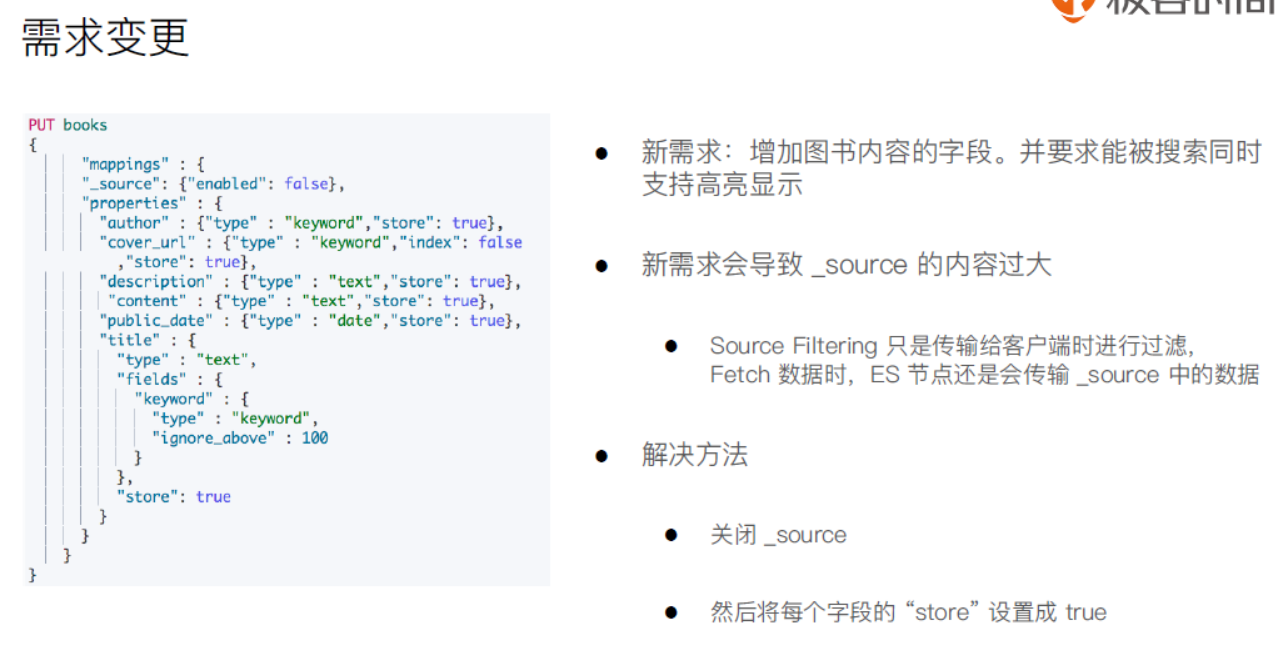 需求变更
PUT books
{
"mappings" : {
"_source": {"enabled": false},
"properties" : {
"author" : {"type" : "keyword","store": true},
"cover_url" : {"type" : "keyword","index": false
,"store": true},
"description" : {"type" : "text","store": true},
"content" : {"type" : "text","store": true},
"public_date" : {"type" : "date","store": true},
"title" : {
"type" : "text",
"fields" : {
"keyword" : {
"type" : "keyword",
"ignore_above" : 100
}
},
"store": true
}
}
}
}
● 新需求：增加图书内容的字段。并要求能被搜索同时
支持高亮显示
● 新需求会导致 _source 的内容过大
● Source Filtering 只是传输给客户端时进行过滤，
Fetch 数据时，ES 节点还是会传输 _source 中的数据
● 解决方法
● 关闭 _source
● 然后将每个字段的 “store” 设置成 true